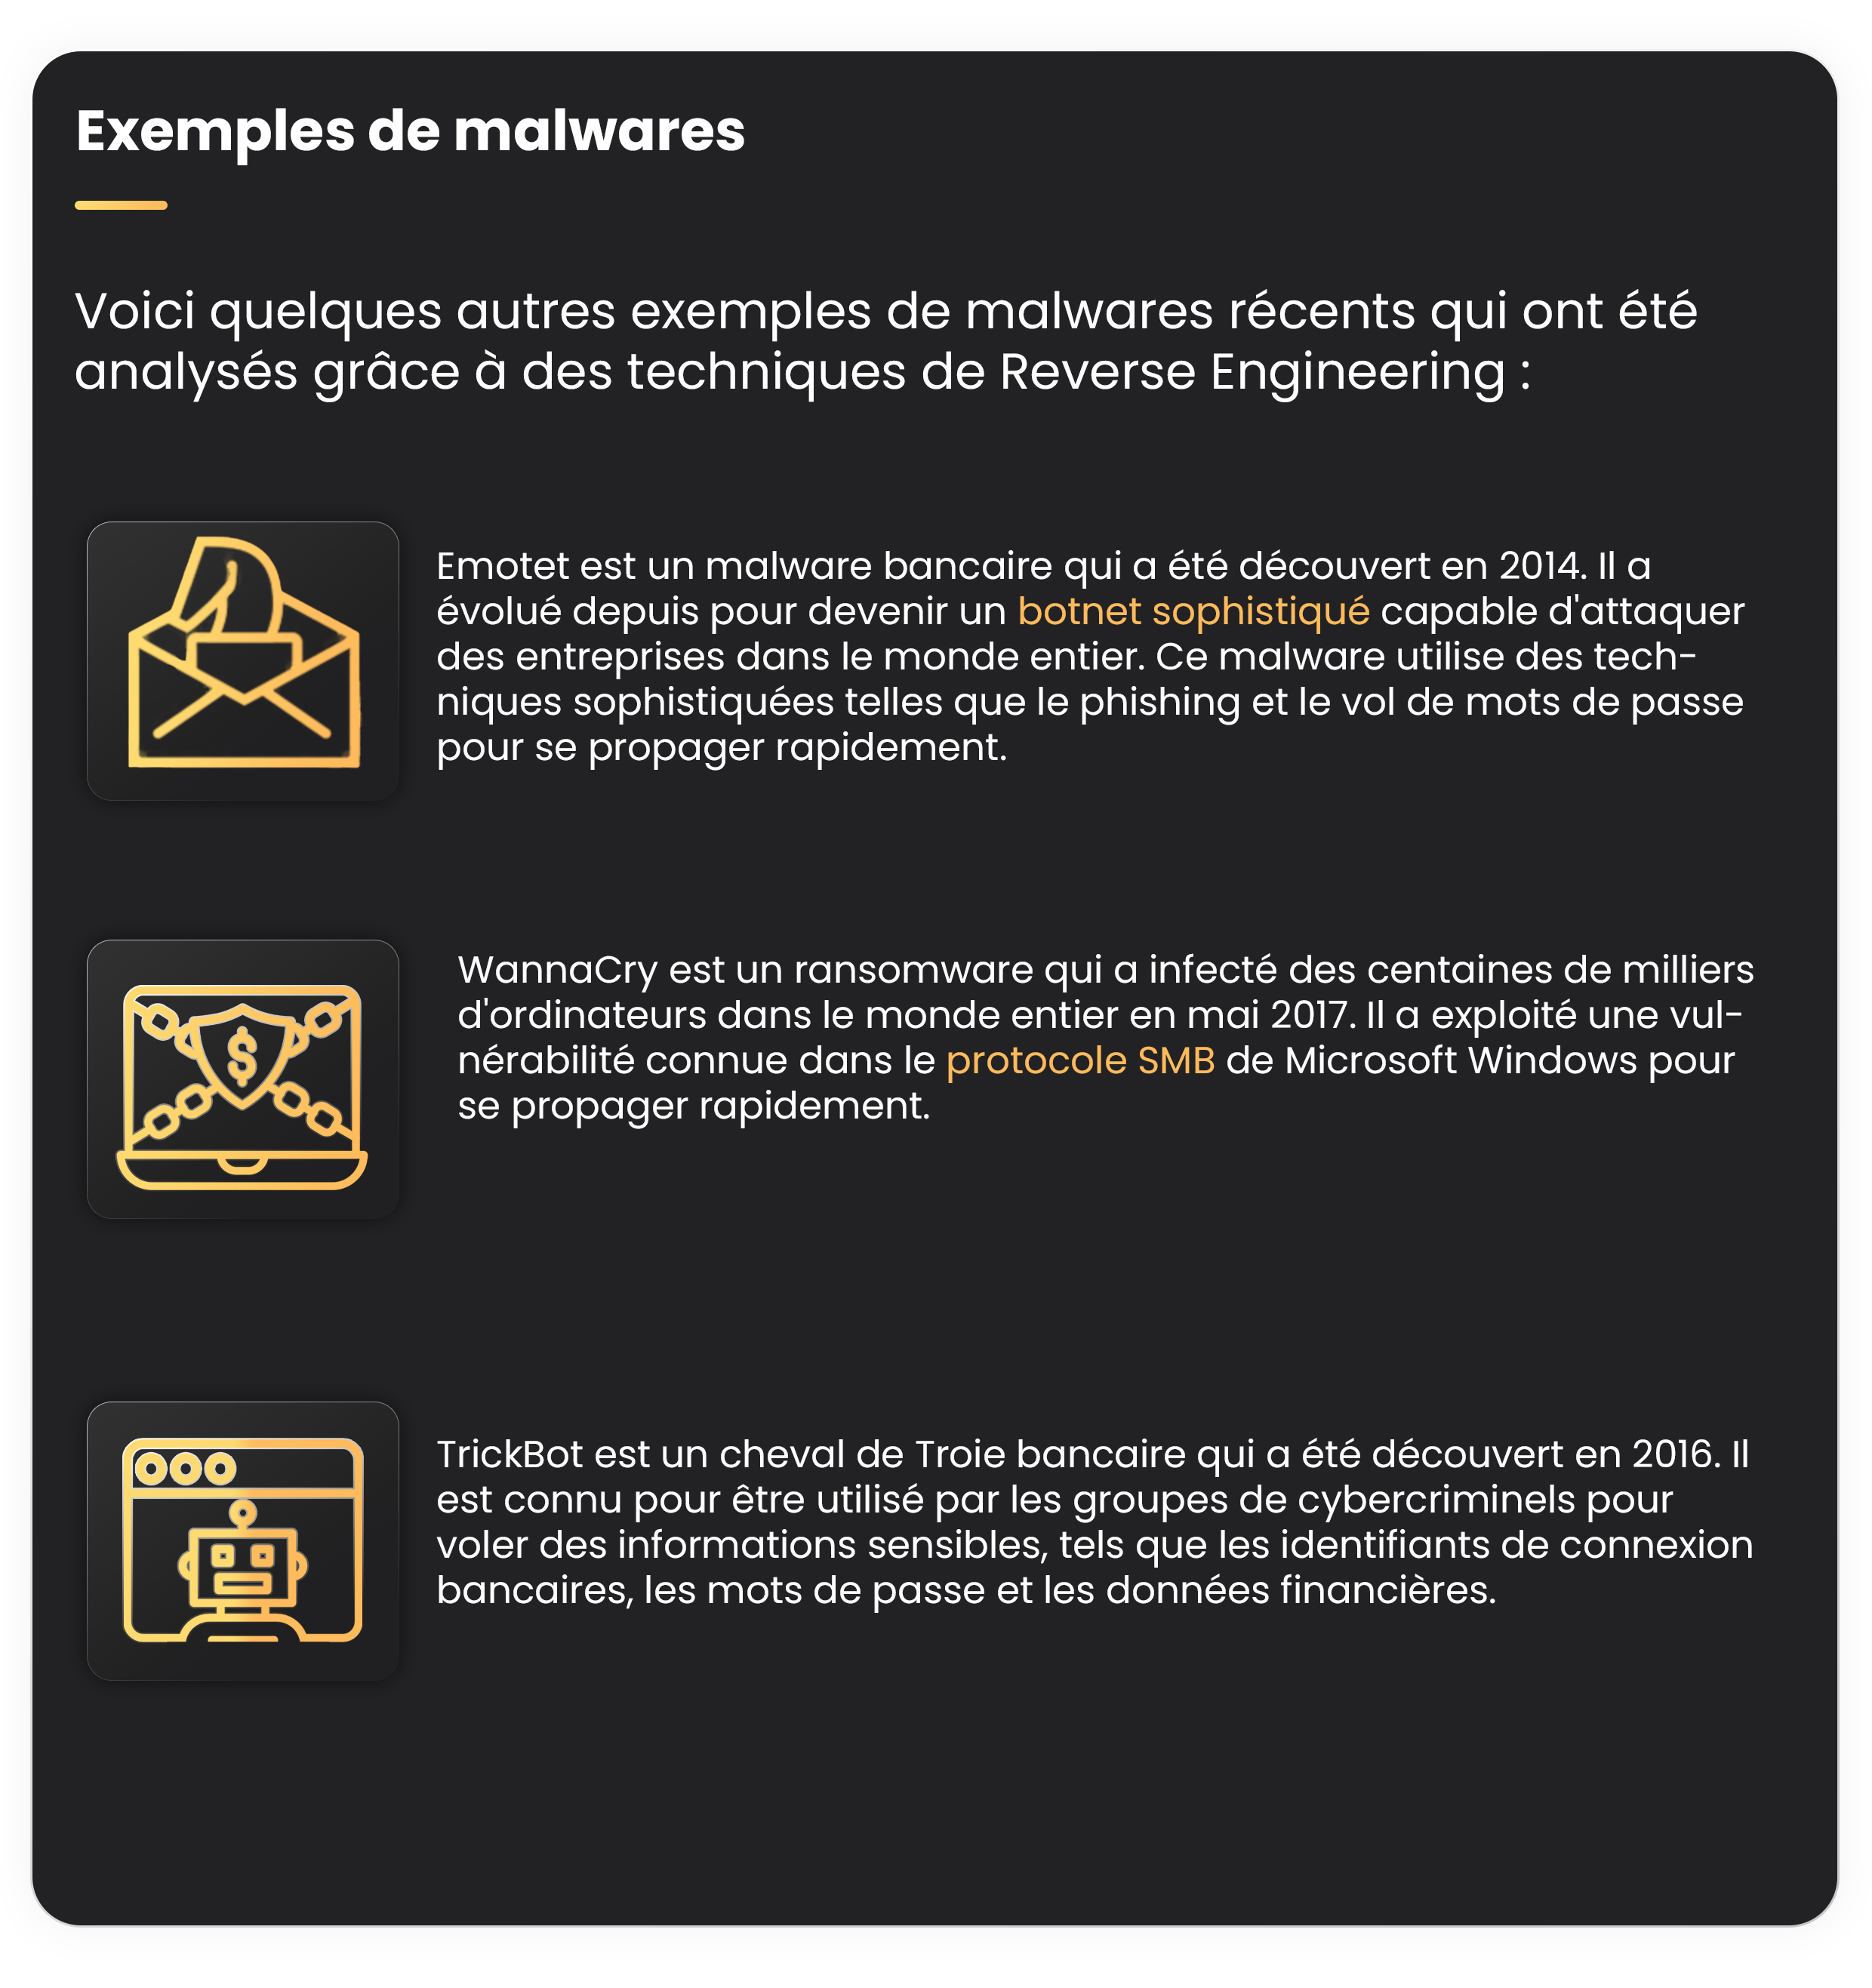 Exemples de malwares
Voici quelques autres exemples de malwares récents qui ont été
analysés grâce à des techniques de Reverse Engineering :
Emotet est un malware bancaire qui a été découvert en 2014. Il a
évolué depuis pour devenir un botnet sophistiqué capable d'attaquer
des entreprises dans le monde entier. Ce malware utilise des tech-
niques sophistiquées telles que le phishing et le vol de mots de passe
pour se propager rapidement.
$
WannaCry est un ransomware qui a infecté des centaines de milliers
d'ordinateurs dans le monde entier en mai 2017. Il a exploité une vul-
nérabilité connue dans le protocole SMB de Microsoft Windows pour
se propager rapidement.
TrickBot est un cheval de Troie bancaire qui a été découvert en 2016. Il
est connu pour être utilisé par les groupes de cybercriminels pour
voler des informations sensibles, tels que les identifiants de connexion
bancaires, les mots de passe et les données financières.